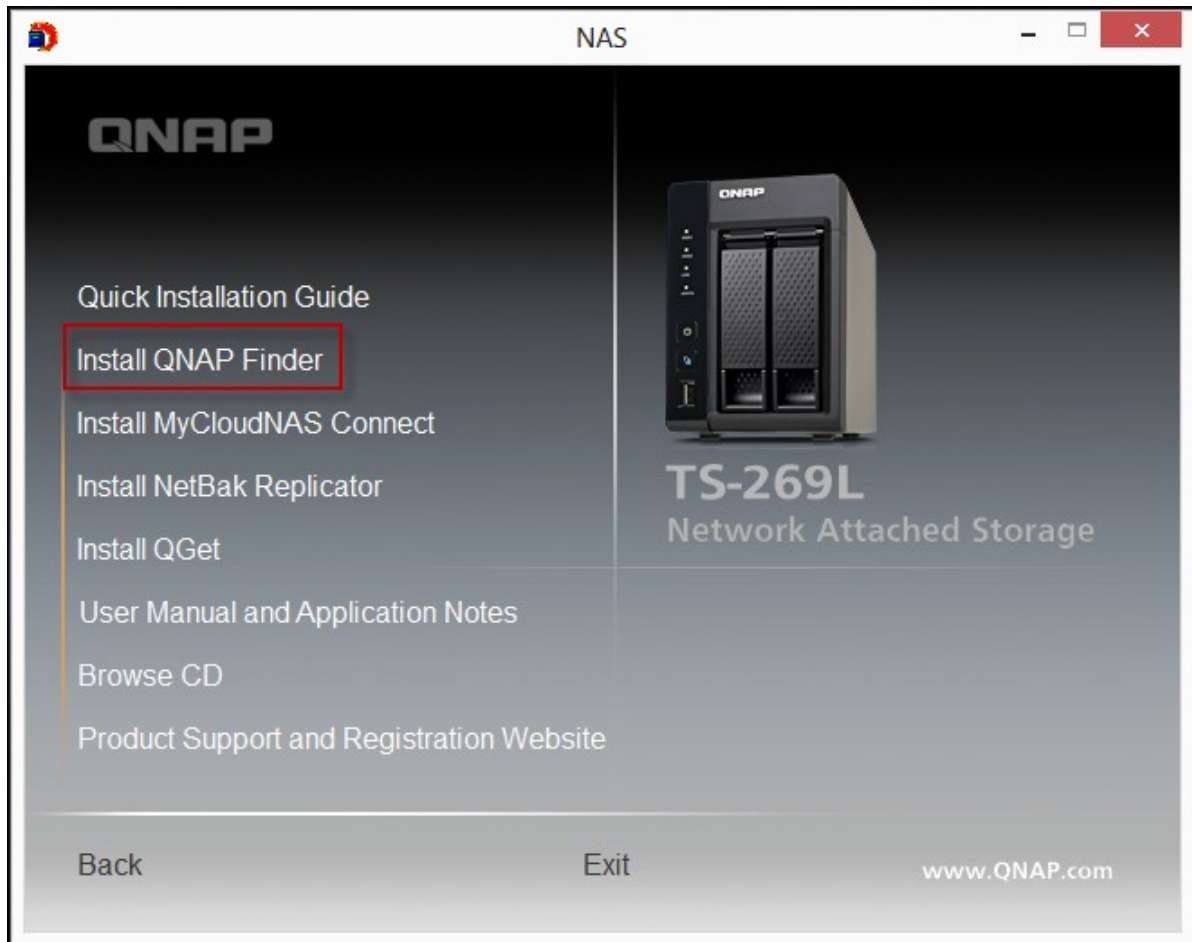 NAS
QNAP
QNAP
Quick Installation Guide
Install QNAP Finder
Install MyCloudNAS Connect
Install NetBak Replicator
Install QGet
User Manual and Application Notes
Browse CD
Product Support and Registration Website
TS-269L
Network Attached Storage
Back
Exit
www.QNAP.com